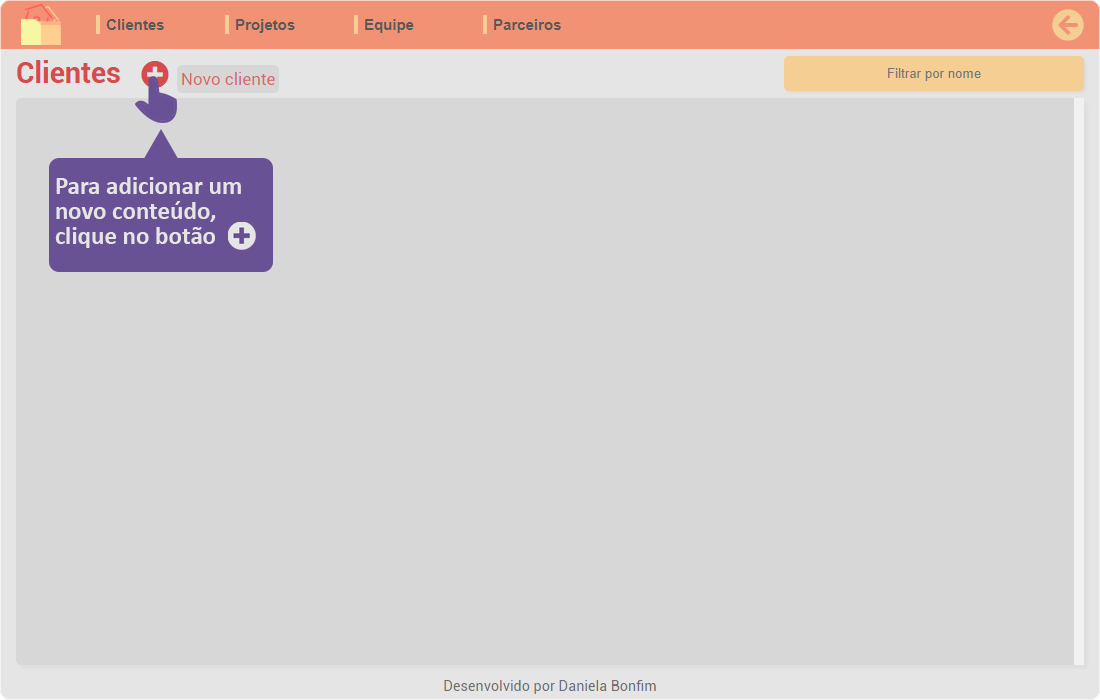 Clientes
Projetos
Equipe
Parceiros
Clientes
Novo cliente
Filtrar por nome
Para adicionar um
novo conteúdo,
clique no botão
Desenvolvido por Daniela Bonfim